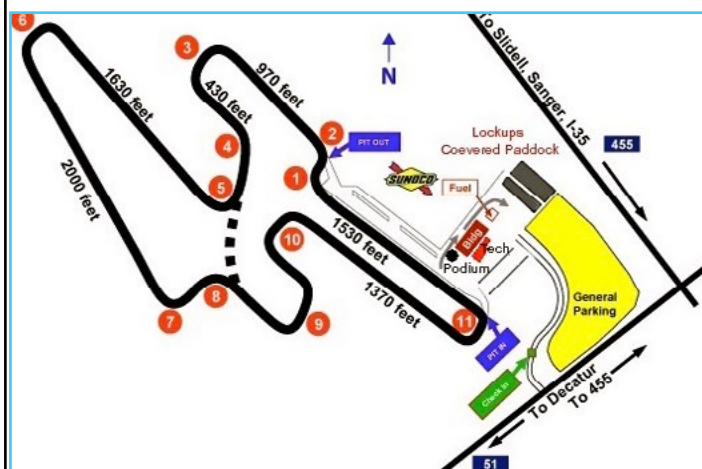 6
3
970 feet
To Slidell, Sanger, I-35
N
1630 feet
430 feet
2
PIT OUT
Lockups
Coevered Paddock
455
4
1
SUNOCO
Fuel
5
2000 feet
10
1530 feet
Bldg
Tech
Podium
1370 feet
General
Parking
7
8
9
11
PIT IN
Check In
To Decatur
To 455
51